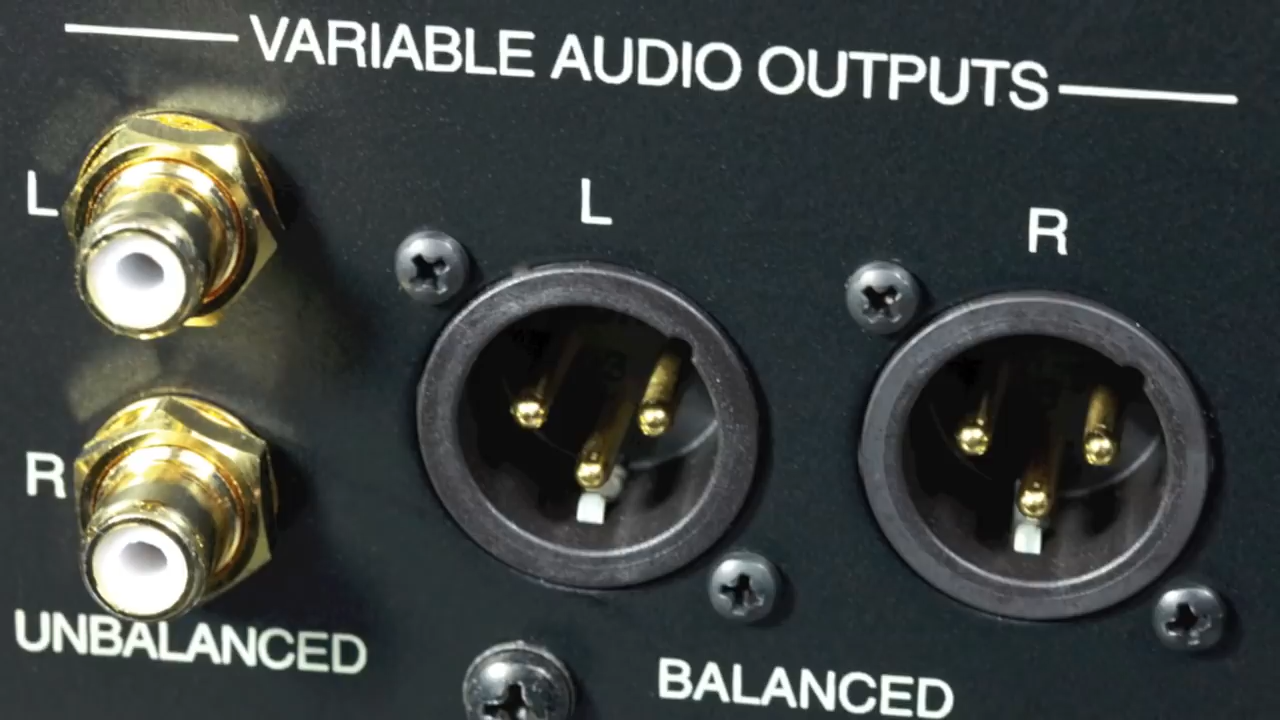 VARIABLE AUDIO OUTPUTS
L
L
R
R
UNBALANCED
BALANCED